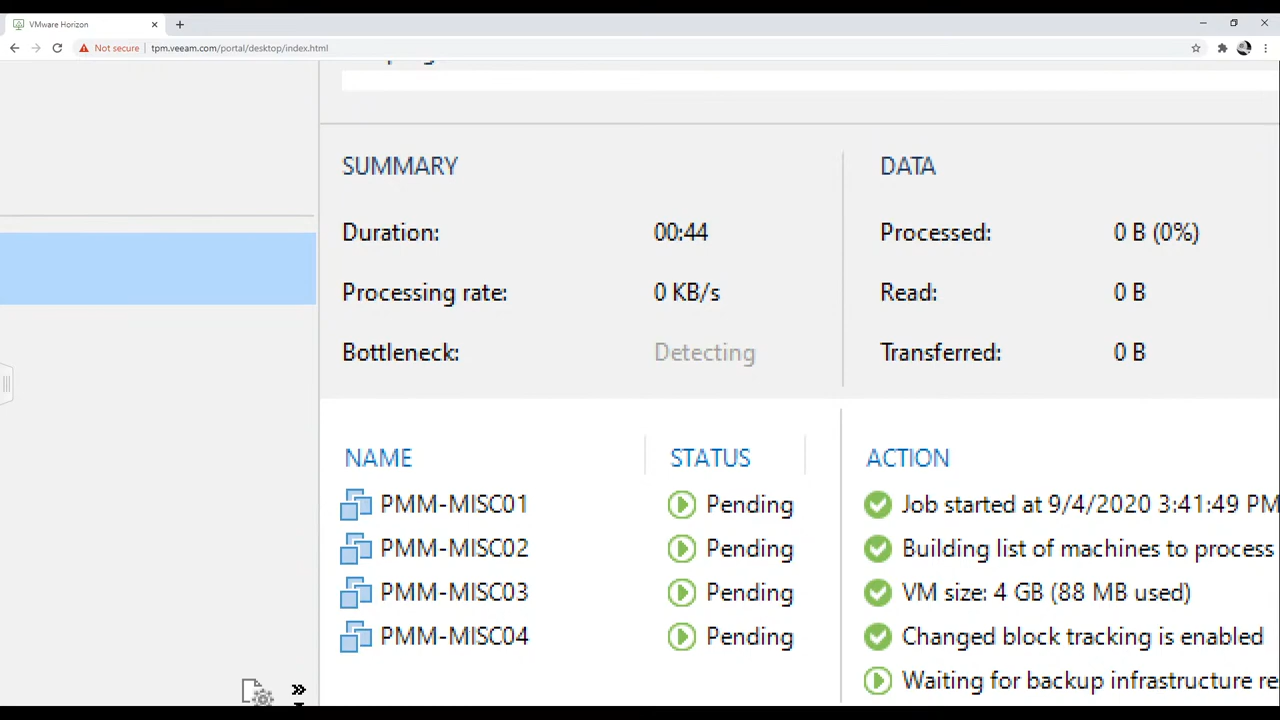 VMware Horizon
Not secure
tpm.veeam.com/portal/desktop/index.html
SUMMARY
Duration: 00:44
Processing rate: 0 KB/s
Bottleneck: Detecting
DATA
Processed: 0 B (0%)
Read: 0 B
Transferred: 0 B
NAME STATUS
PMM-MISC01 Pending
PMM-MISC02 Pending
PMM-MISC03 Pending
PMM-MISC04 Pending
ACTION
Job started at 9/4/2020 3:41:49 PM
Building list of machines to process
VM size: 4 GB (88 MB used)
Changed block tracking is enabled
Waiting for backup infrastructure re